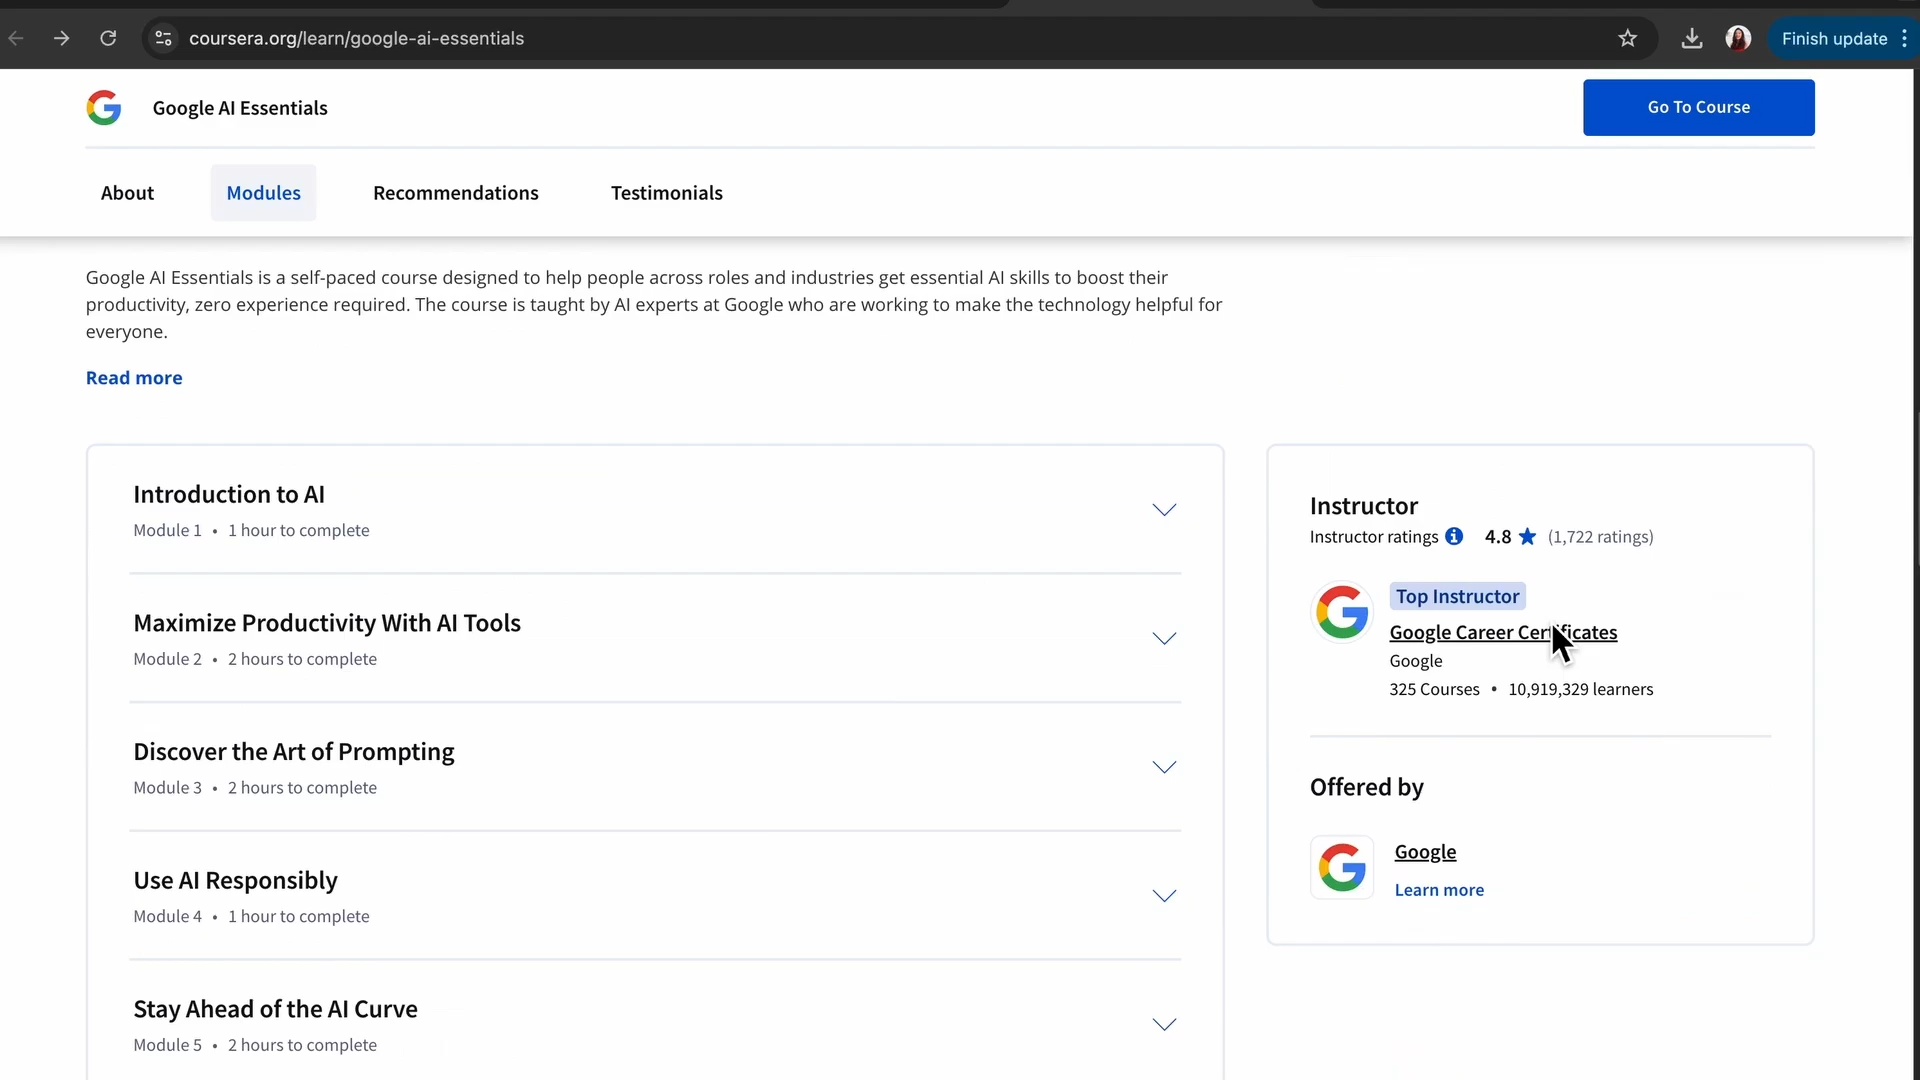 coursera.org/learn/google-ai-essentials
Finish update
Google AI Essentials
Go To Course
About
Modules
Recommendations
Testimonials
Google AI Essentials is a self-paced course designed to help people across roles and industries get essential AI skills to boost their
productivity, zero experience required. The course is taught by AI experts at Google who are working to make the technology helpful for
everyone.
Read more
Introduction to AI
Module 1 • 1 hour to complete
Maximize Productivity With AI Tools
Module 2 • 2 hours to complete
Discover the Art of Prompting
Module 3 • 2 hours to complete
Use AI Responsibly
Module 4 • 1 hour to complete
Stay Ahead of the AI Curve
Module 5 • 2 hours to complete
Instructor
Instructor ratings 4.8 (1,722 ratings)
Top Instructor
Google Career Certificates
Google
325 Courses • 10,919,329 learners
Offered by
Google
Learn more